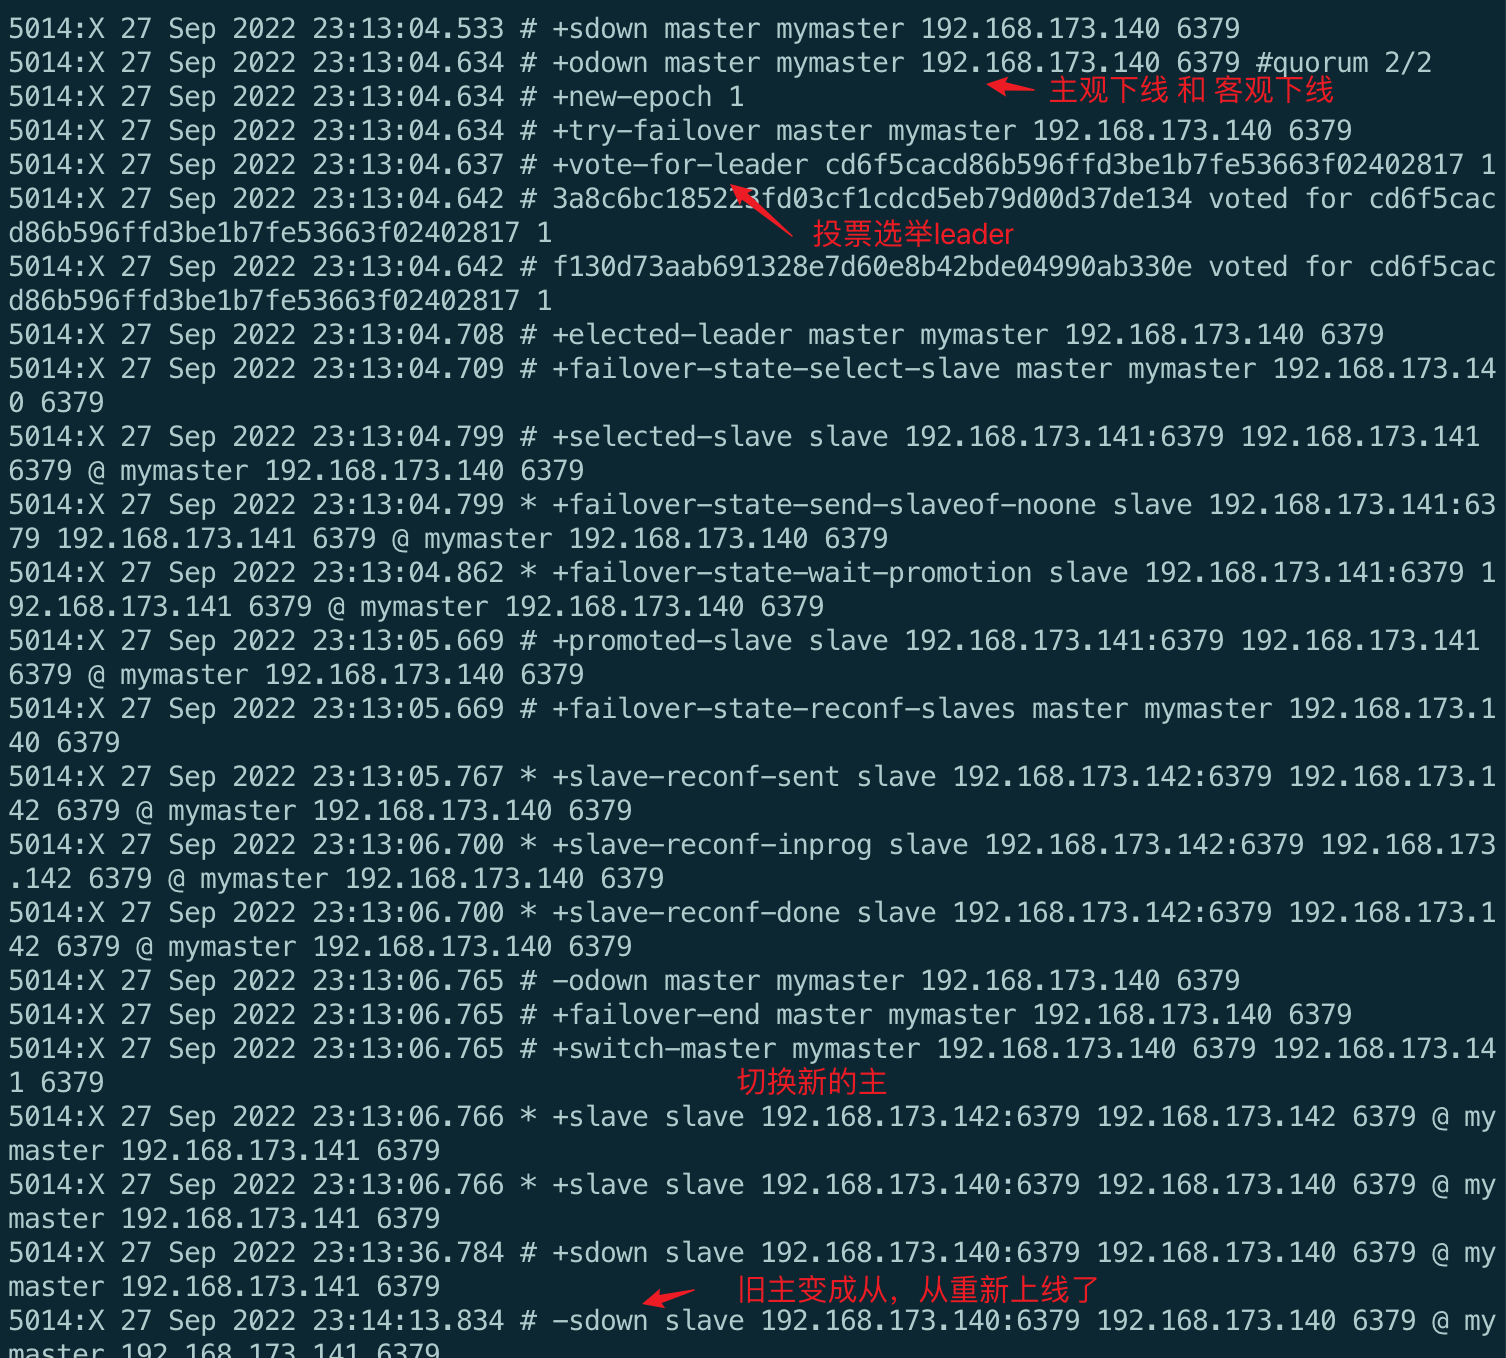 5014:X 27 Sep 2022 23:13:04.533 # +sdown master mymaster 192.168.173.140 6379
5014:X 27 Sep 2022 23:13:04.634 # +odown master mymaster 192.168.173.140 6379 #quorum 2/2
主观下线 和 客观下线
5014:X 27 Sep 2022 23:13:04.634 # +new-epoch 1
5014:X 27 Sep 2022 23:13:04.634 # +try-failover master mymaster 192.168.173.140 6379
5014:X 27 Sep 2022 23:13:04.637 # +vote-for-leader cd6f5cacd86b596ffd3be1b7fe53663f02402817 1
5014:X 27 Sep 2022 23:13:04.642 # 3a8c6bc185223fd03cf1cdcd5eb79d00d37de134 voted for cd6f5cac
d86b596ffd3be1b7fe53663f02402817 1
投票选举leader
5014:X 27 Sep 2022 23:13:04.642 # f130d73aab691328e7d60e8b42bde04990ab330e voted for cd6f5cac
d86b596ffd3be1b7fe53663f02402817 1
5014:X 27 Sep 2022 23:13:04.708 # +elected-leader master mymaster 192.168.173.140 6379
5014:X 27 Sep 2022 23:13:04.709 # +failover-state-select-slave master mymaster 192.168.173.14
0 6379
5014:X 27 Sep 2022 23:13:04.799 # +selected-slave slave 192.168.173.141:6379 192.168.173.141
6379 @ mymaster 192.168.173.140 6379
5014:X 27 Sep 2022 23:13:04.799 * +failover-state-send-slaveof-noone slave 192.168.173.141:63
79 192.168.173.141 6379 @ mymaster 192.168.173.140 6379
5014:X 27 Sep 2022 23:13:04.862 * +failover-state-wait-promotion slave 192.168.173.141:6379 1
92.168.173.141 6379 @ mymaster 192.168.173.140 6379
5014:X 27 Sep 2022 23:13:05.669 # +promoted-slave slave 192.168.173.141:6379 192.168.173.141
6379 @ mymaster 192.168.173.140 6379
5014:X 27 Sep 2022 23:13:05.669 # +failover-state-reconf-slaves master mymaster 192.168.173.1
40 6379
5014:X 27 Sep 2022 23:13:05.767 * +slave-reconf-sent slave 192.168.173.142:6379 192.168.173.1
42 6379 @ mymaster 192.168.173.140 6379
5014:X 27 Sep 2022 23:13:06.700 * +slave-reconf-inprog slave 192.168.173.142:6379 192.168.173
.142 6379 @ mymaster 192.168.173.140 6379
5014:X 27 Sep 2022 23:13:06.700 * +slave-reconf-done slave 192.168.173.142:6379 192.168.173.1
42 6379 @ mymaster 192.168.173.140 6379
5014:X 27 Sep 2022 23:13:06.765 # -odown master mymaster 192.168.173.140 6379
5014:X 27 Sep 2022 23:13:06.765 # +failover-end master mymaster 192.168.173.140 6379
5014:X 27 Sep 2022 23:13:06.765 # +switch-master mymaster 192.168.173.140 6379 192.168.173.14
1 6379
切换新的主
5014:X 27 Sep 2022 23:13:06.766 * +slave slave 192.168.173.142:6379 192.168.173.142 6379 @ my
master 192.168.173.141 6379
5014:X 27 Sep 2022 23:13:06.766 * +slave slave 192.168.173.140:6379 192.168.173.140 6379 @ my
master 192.168.173.141 6379
5014:X 27 Sep 2022 23:13:36.784 # +sdown slave 192.168.173.140:6379 192.168.173.140 6379 @ my
master 192.168.173.141 6379
旧主变成从，从重新上线了
5014:X 27 Sep 2022 23:14:13.834 # -sdown slave 192.168.173.140:6379 192.168.173.140 6379 @ my
master 192.168.173.141 6379